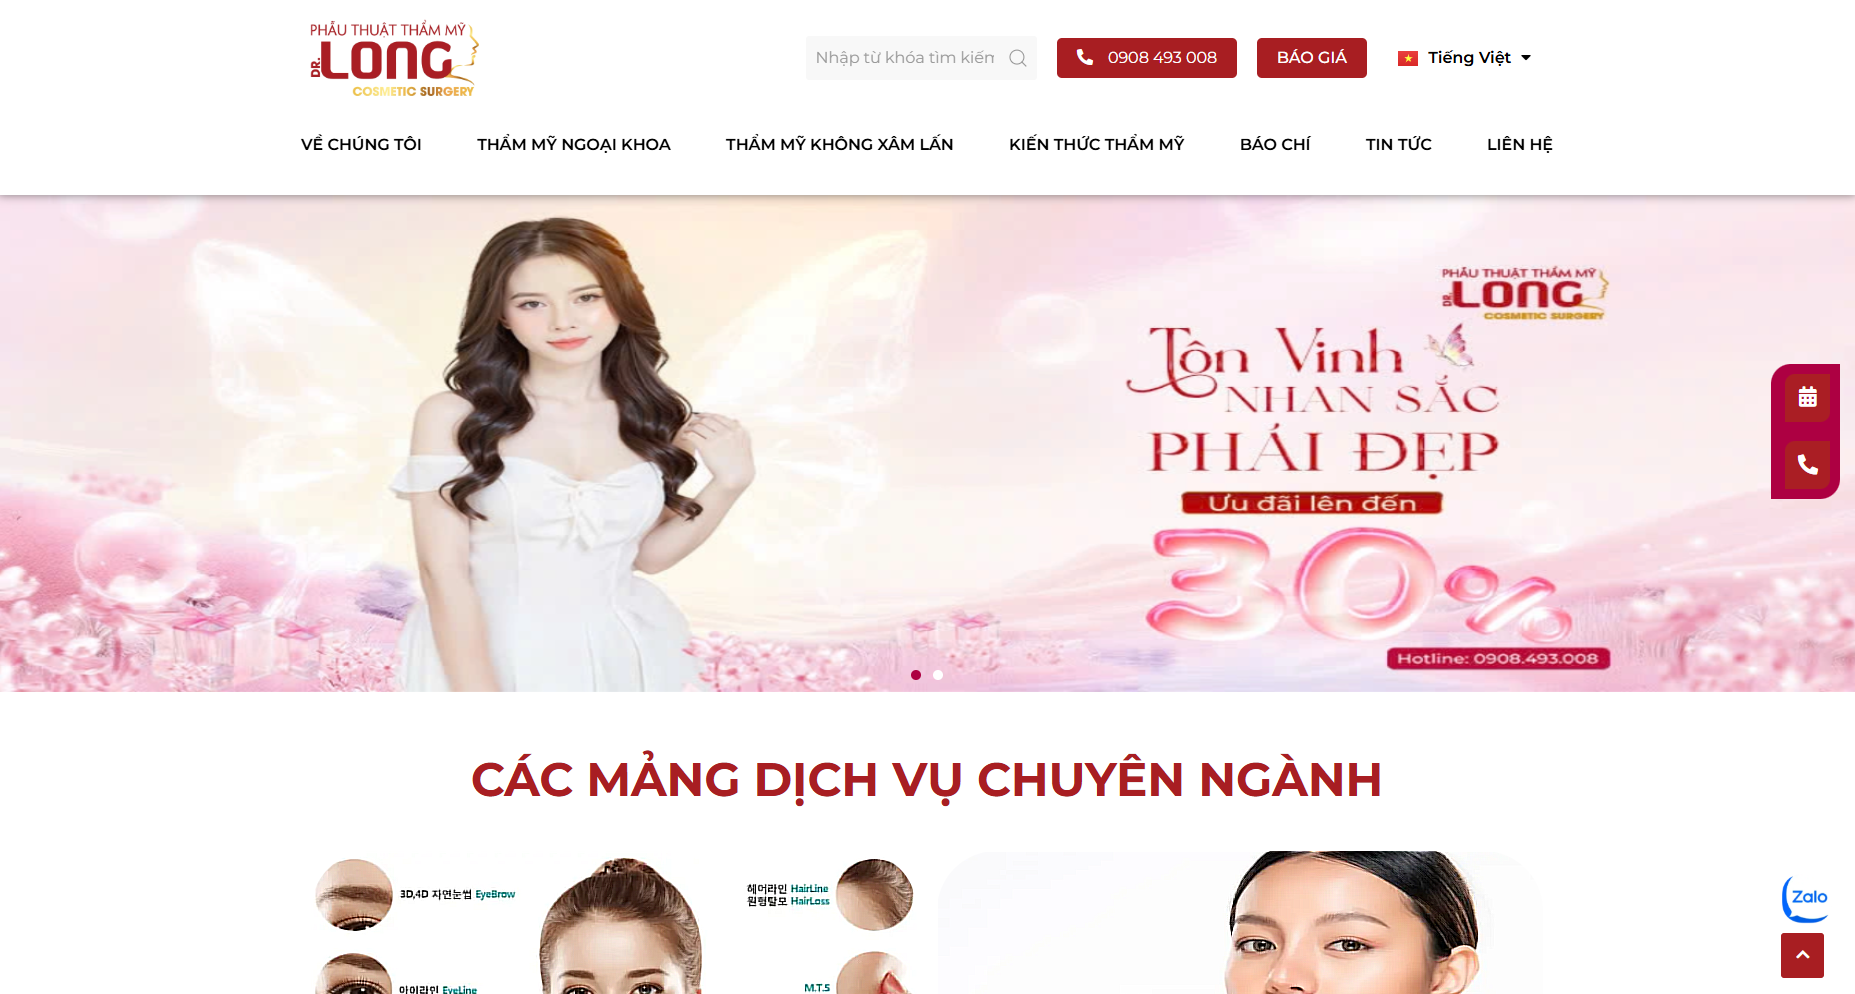 PHẪU THUẬT THẨM MỸ
DR. LONG
COSMETIC SURGERY
Nhập từ khóa tìm kiếm
0908 493 008
BÁO GIÁ
Tiếng Việt
VỀ CHÚNG TÔI
THẨM MỸ NGOẠI KHOA
THẨM MỸ KHÔNG XÂM LẤN
KIẾN THỨC THẨM MỸ
BÁO CHÍ
TIN TỨC
LIÊN HỆ
PHẪU THUẬT THẨM MỸ
DR. LONG
COSMETIC SURGERY
Tôn Vinh
NHAN SẮC
PHÁI ĐẸP
Ưu đãi lên đến
30%
Hotline: 0908.493.008
CÁC MẢNG DỊCH VỤ CHUYÊN NGÀNH
3D,4D 자연눈썹 EyeBrow
헤어라인 HairLine
원형탈모 HairLoss
아이라인 EyeLine
M.T.S
Zalo